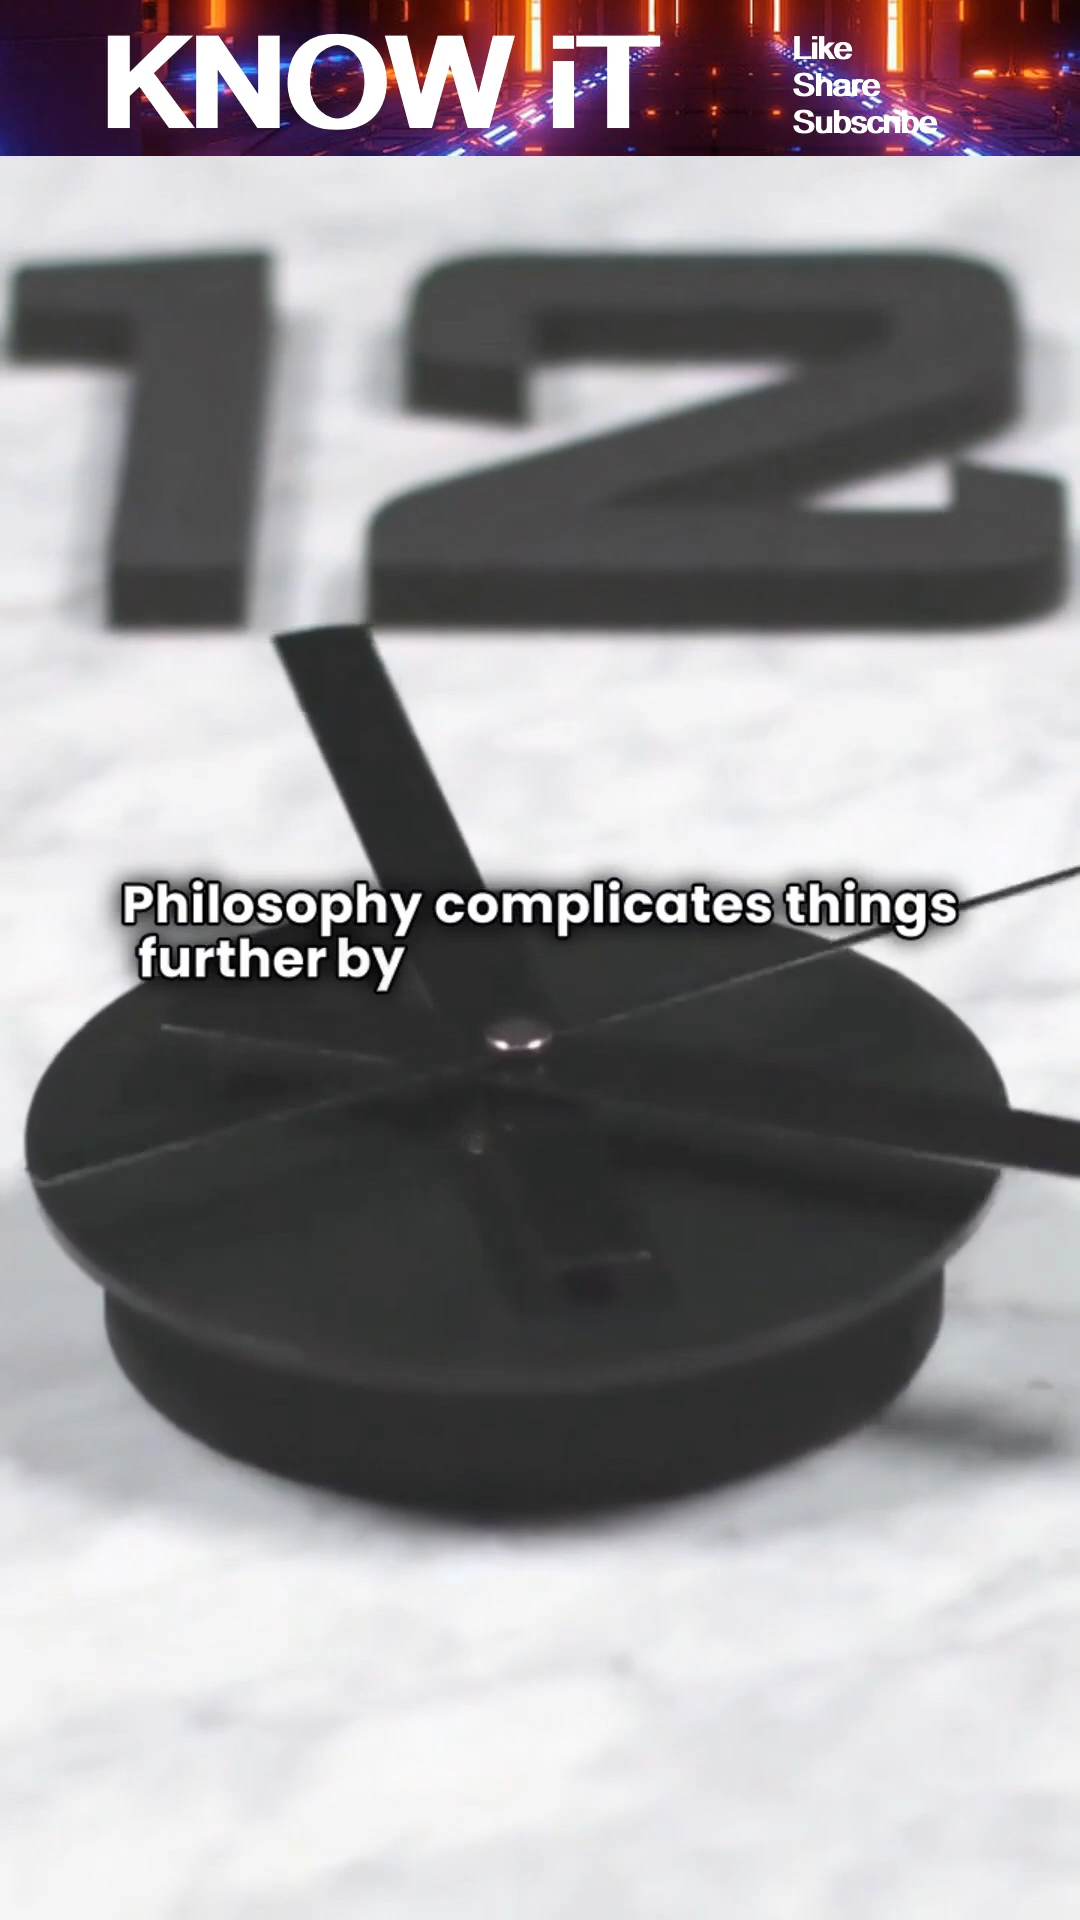 KNOW iT
Like
Share
Subscribe
12
Philosophy complicates things
further by